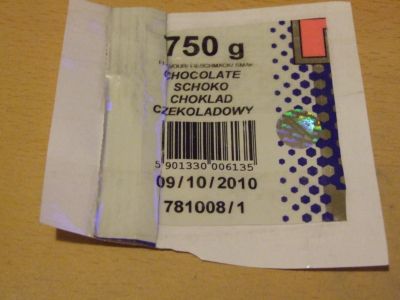 750 g
CHOCOLATE
SCHOKO
CHOKLAD
CZEKOLADOWY
5 901330 006135
09/10/2010
781008/1